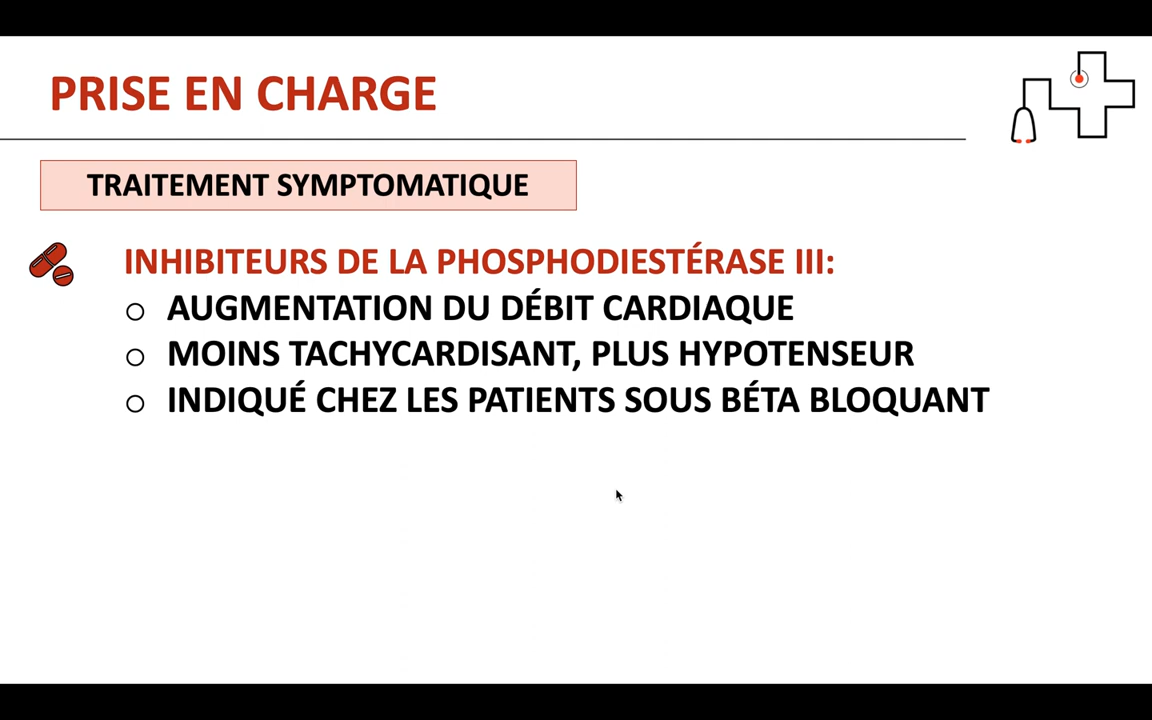 PRISE EN CHARGE
TRAITEMENT SYMPTOMATIQUE
INHIBITEURS DE LA PHOSPHODIESTÉRASE III:
AUGMENTATION DU DÉBIT CARDIAQUE
MOINS TACHYCARDISANT, PLUS HYPOTENSEUR
INDIQUÉ CHEZ LES PATIENTS SOUS BÉTA BLOQUANT